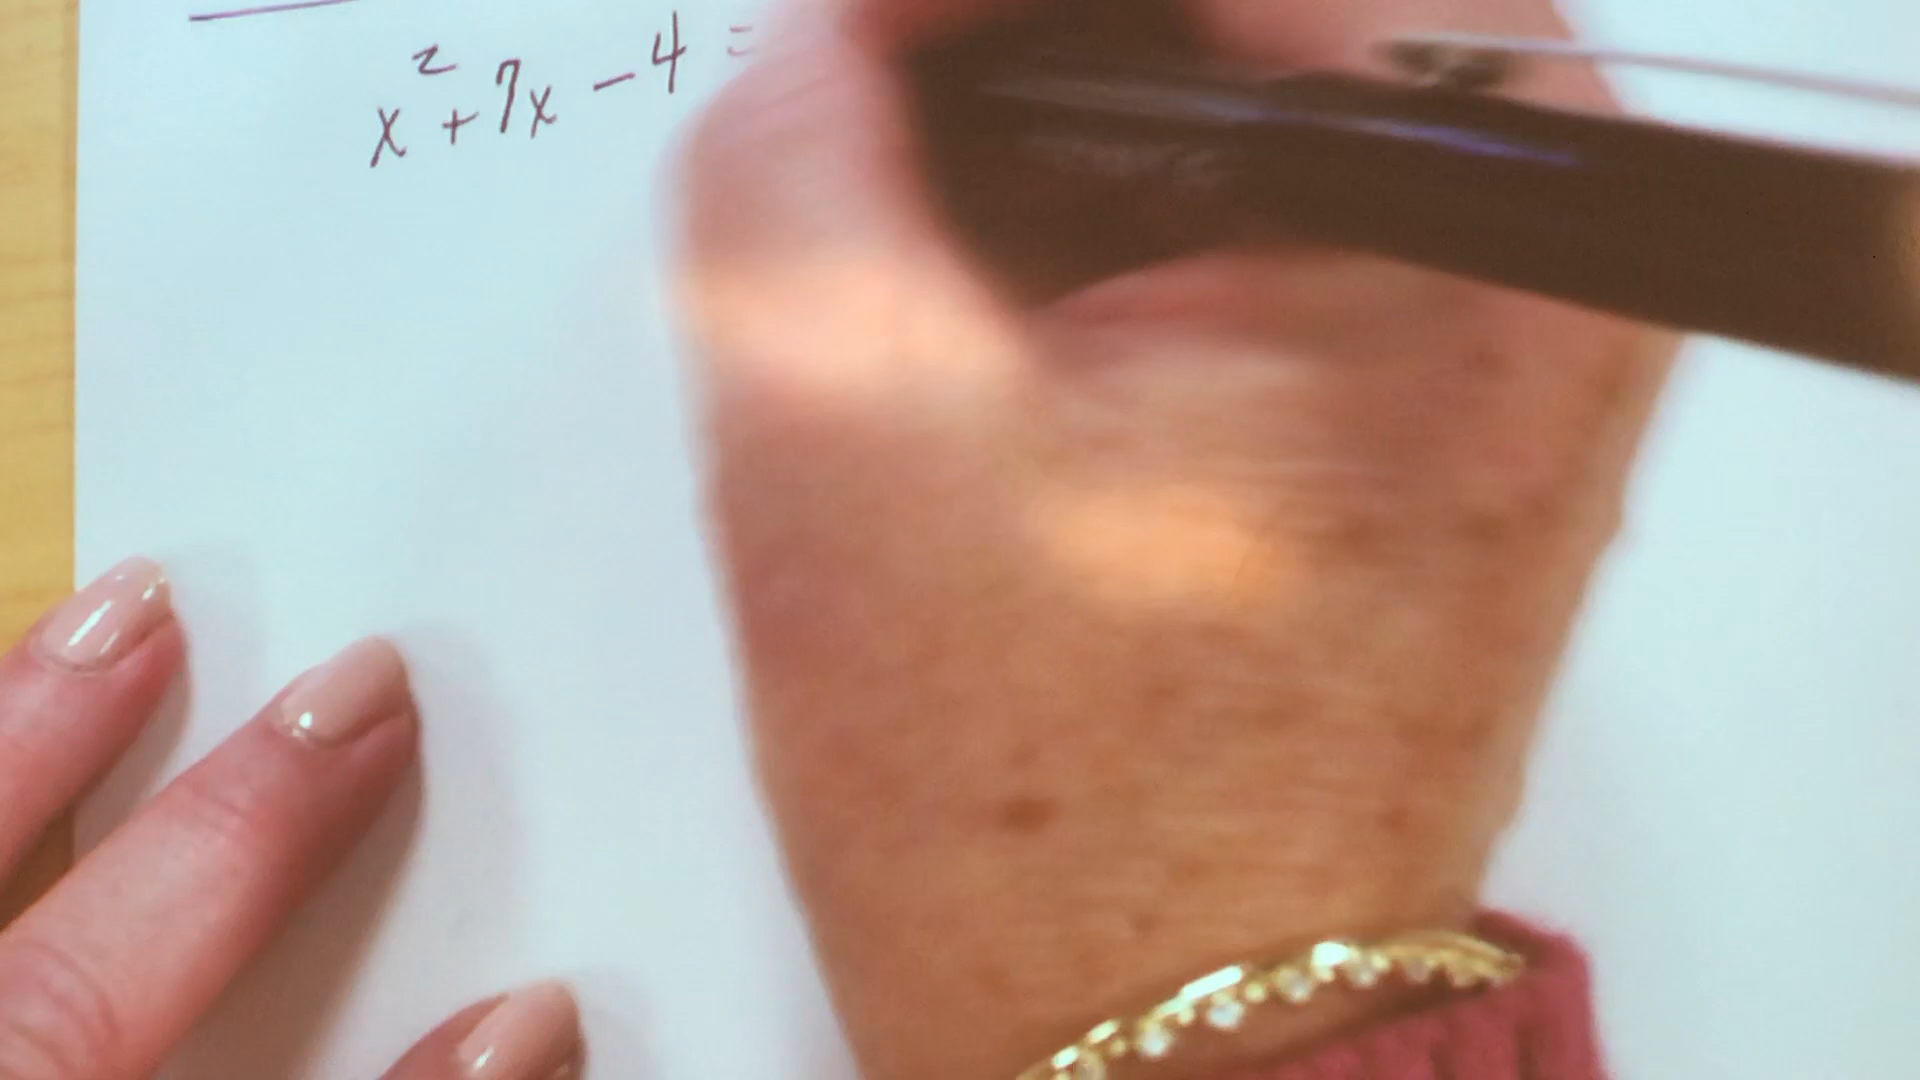 x² + 7x - 4 =